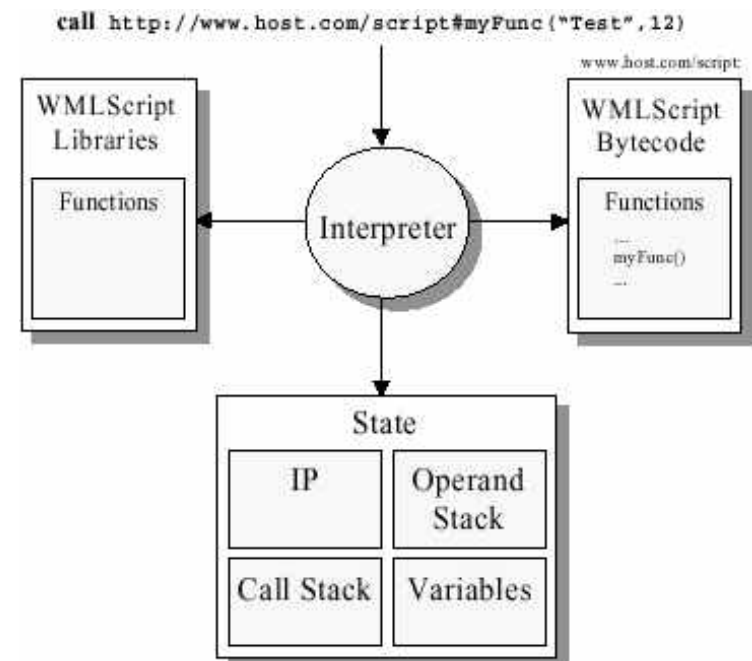 call http://www.host.com/script#myFunc("Test",12)
www.host.com/script:
WMLScript
Libraries
Functions
Interpreter
WMLScript
Bytecode
Functions
...
myFunc()
...
State
IP
Operand
Stack
Call Stack
Variables